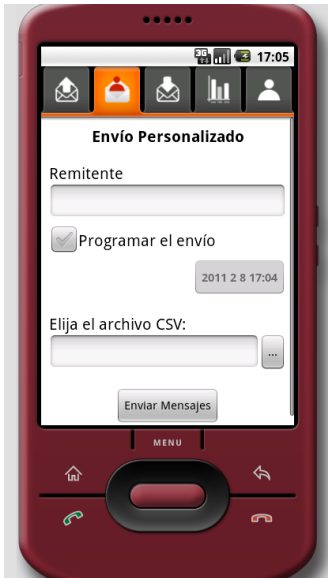 3G
17:05
Envío Personalizado
Remitente
Programar el envío
2011 2 8 17:04
Elija el archivo CSV:
...
Enviar Mensajes
MENU